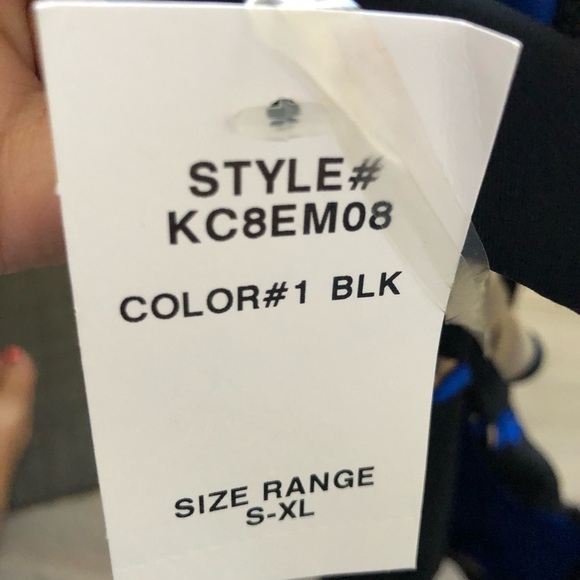 STYLE#
KC8EM08
COLOR#1 BLK
SIZE RANGE
S-XL